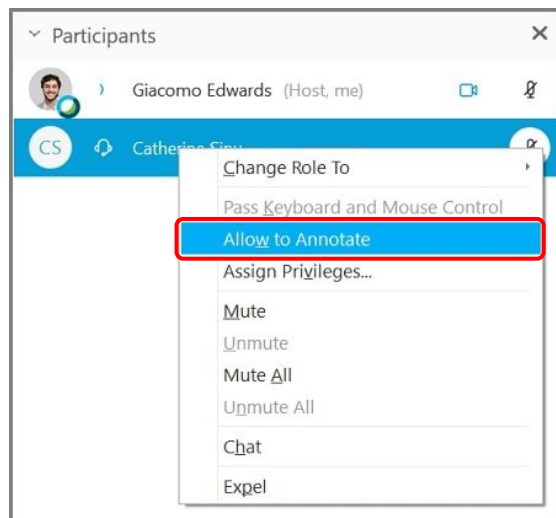 Participants
Giacomo Edwards (Host, me)
CS
Change Role To
Pass Keyboard and Mouse Control
Allow to Annotate
Assign Privileges...
Mute
Unmute
Mute All
Unmute All
Chat
Expel